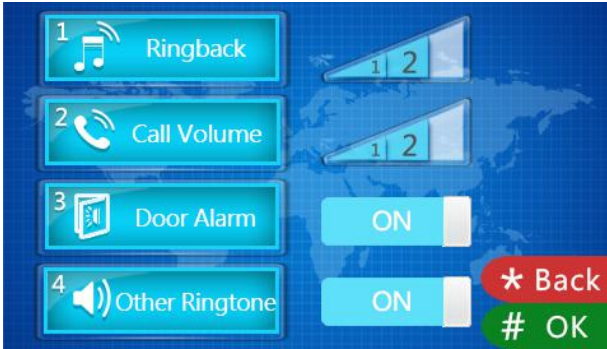 1 Ringback 1 2
2 Call Volume 1 2
3 Door Alarm ON
4 Other Ringtone ON
* Back
# OK